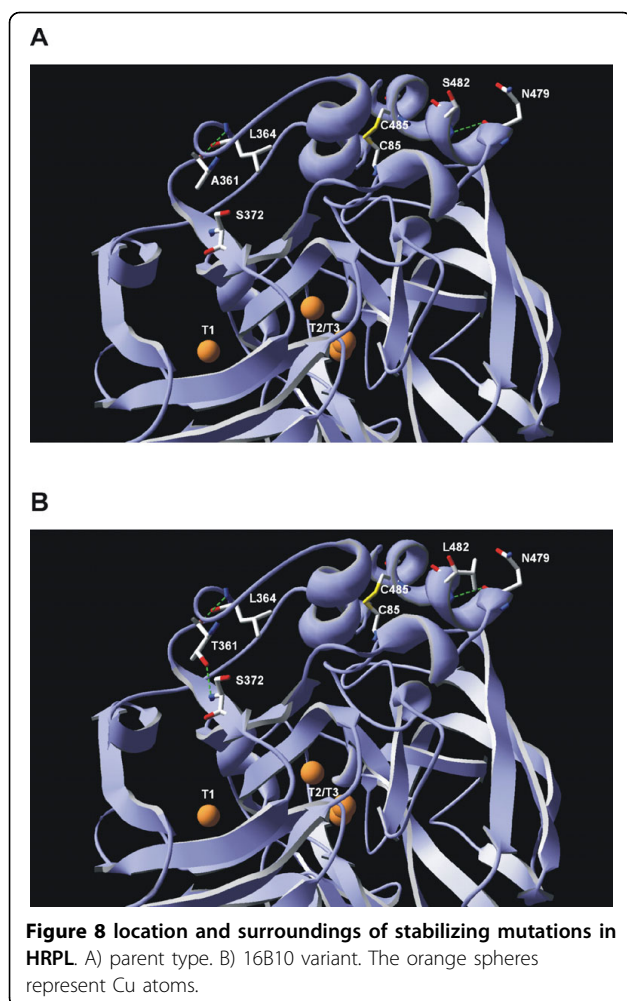 A
S482
N479
L364
C485
C85
A361
S372
T1
T2/T3
B
L482
N479
L364
C485
C85
T361
S372
T1
T2/T3
Figure 8 location and surroundings of stabilizing mutations in
HRPL. A) parent type. B) 16B10 variant. The orange spheres
represent Cu atoms.